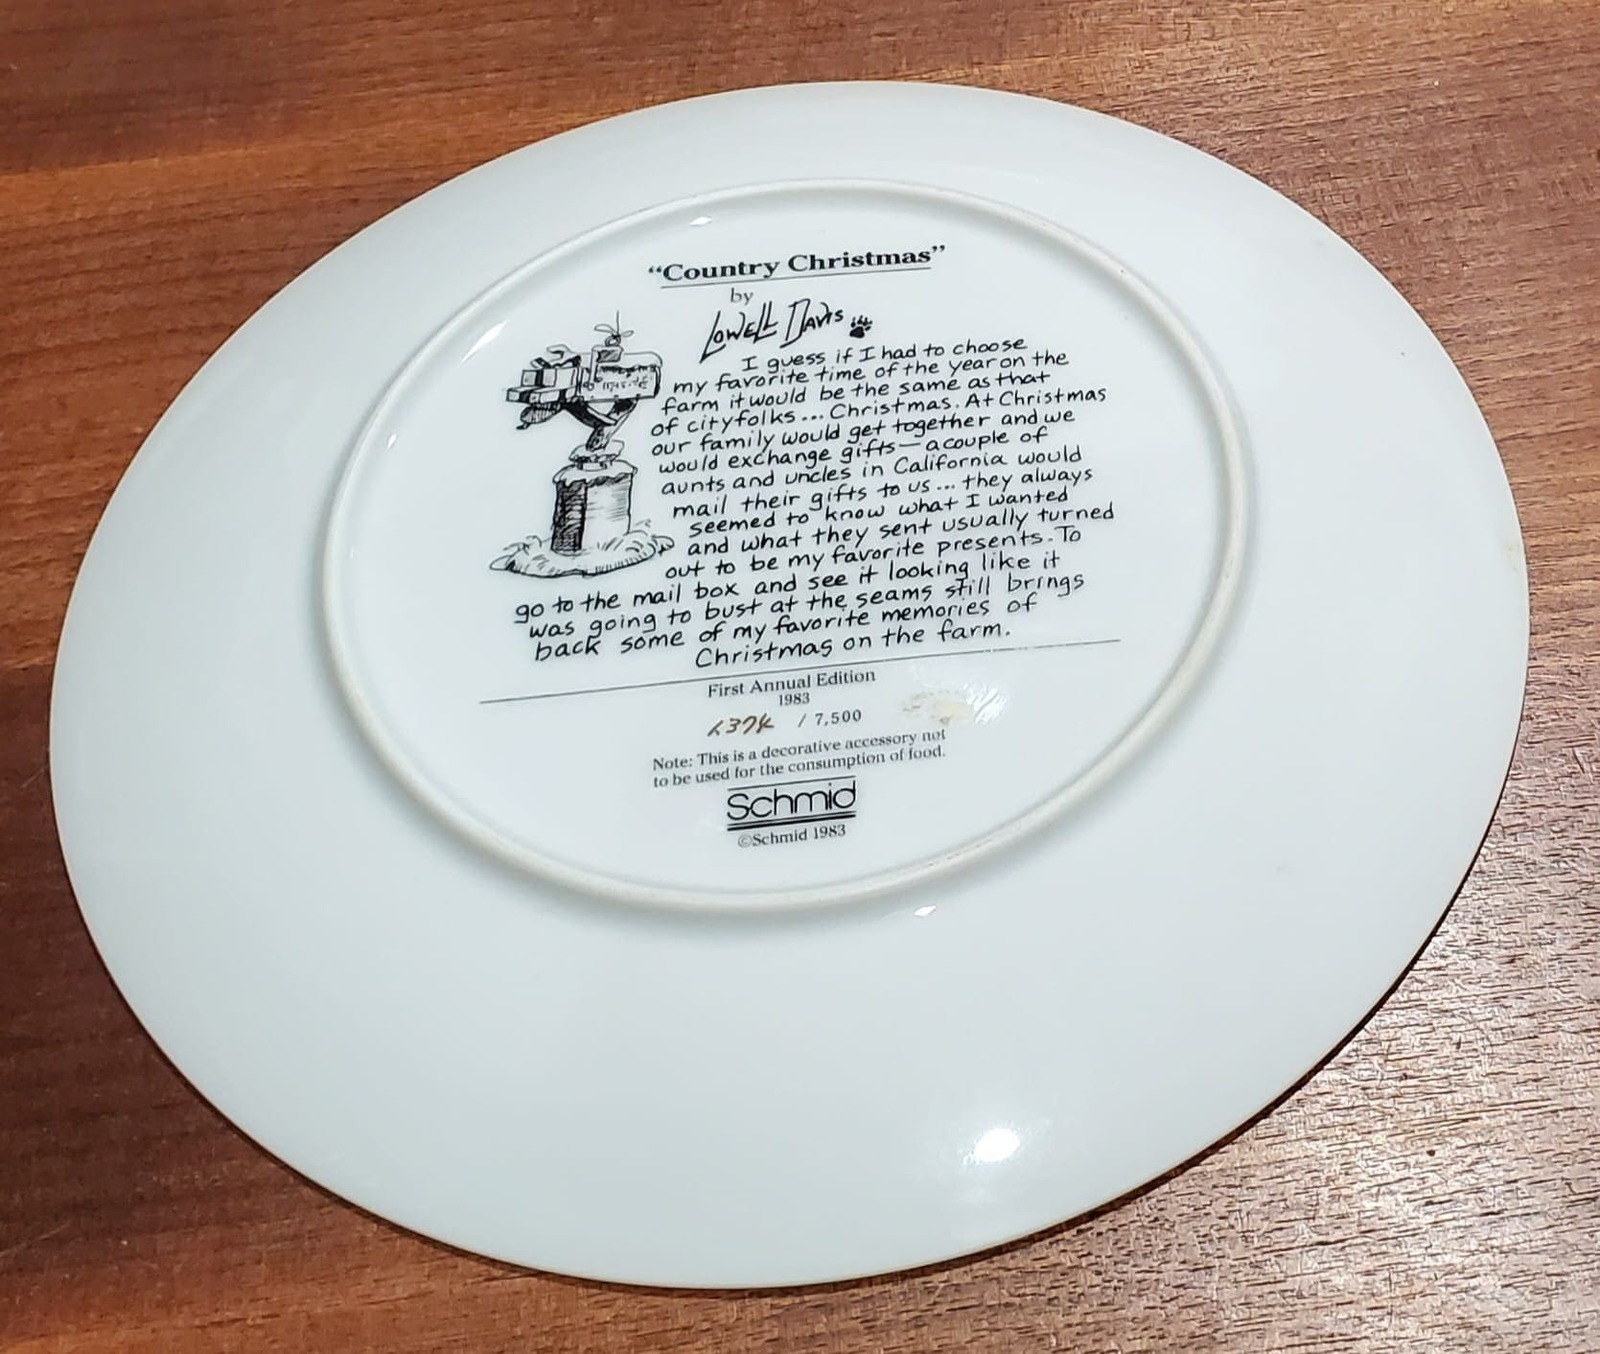 “Country Christmas”
by
Lowell Davis
I guess if I had to choose
my favorite time of the year on the
farm it would be the same as that
of cityfolks... Christmas. At Christmas
our family would get together and we
would exchange gifts—a couple of
aunts and uncles in California would
mail their gifts to us... they always
seemed to know what I wanted
and what they sent usually turned
out to be my favorite presents. To
go to the mail box and see it looking like it
was going to bust at the seams still brings
back some of my favorite memories of
Christmas on the farm.
First Annual Edition
1983
/ 7,500
Note: This is a decorative accessory not
to be used for the consumption of food.
Schmid
©Schmid 1983